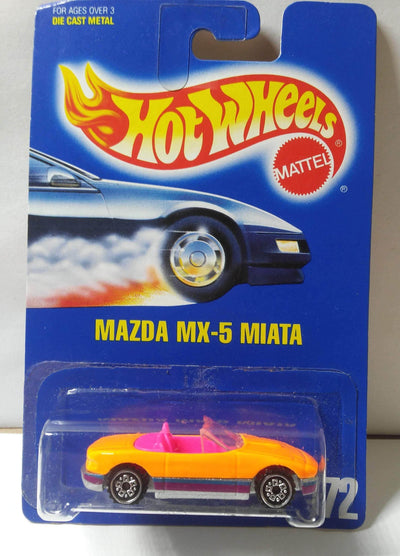 FOR AGES OVER 3
DIE CAST METAL
HOT WHEELS
®
MATTEL
®
MAZDA MX-5 MIATA
72